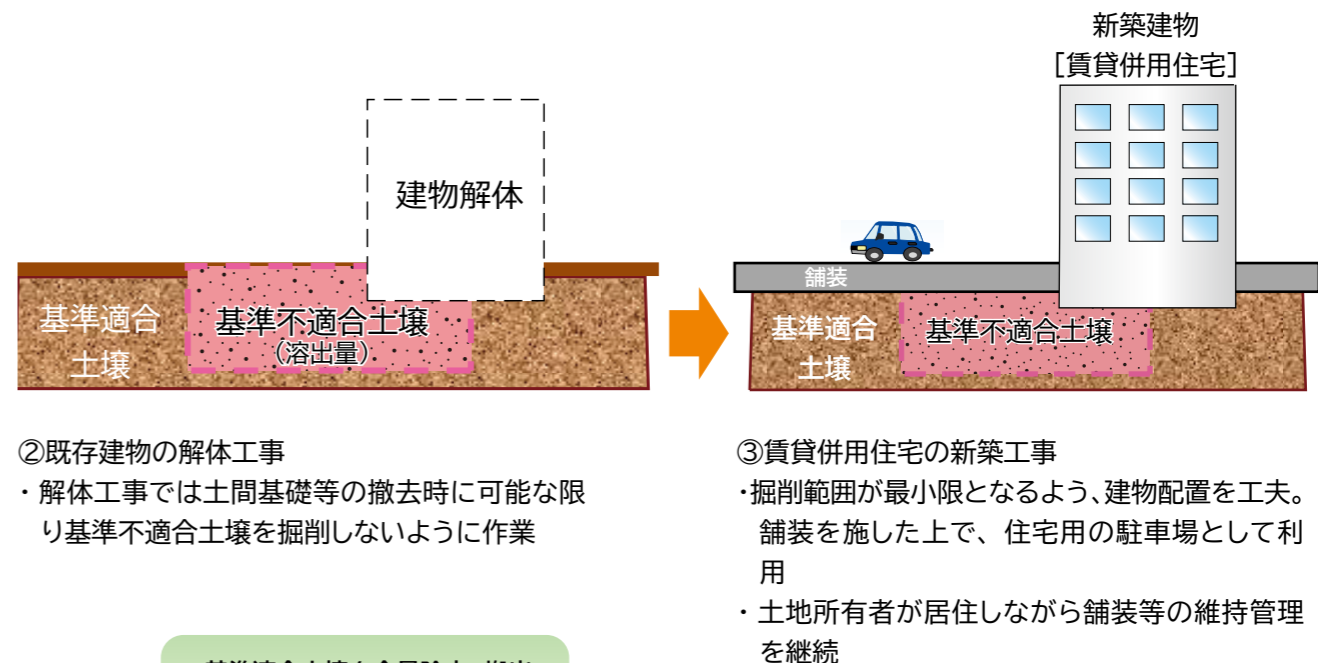 建物解体
基準適合
土壌
基準不適合土壌
（溶出量）
新築建物
［賃貸併用住宅］
舗装
基準適合
土壌
基準不適合土壌
②既存建物の解体工事
・解体工事では土間基礎等の撤去時に可能な限
り基準不適合土壌を掘削しないように作業
③賃貸併用住宅の新築工事
・掘削範囲が最小限となるよう、建物配置を工夫。
舗装を施した上で、住宅用の駐車場として利
用
・土地所有者が居住しながら舗装等の維持管理
を継続